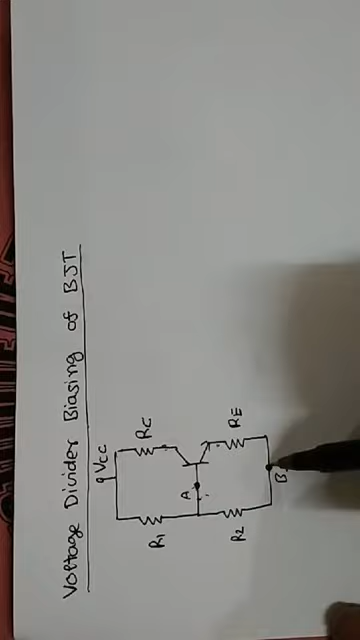 Voltage Divider Biasing of BJT
VCC
R1
RC
A
R2
RE
B